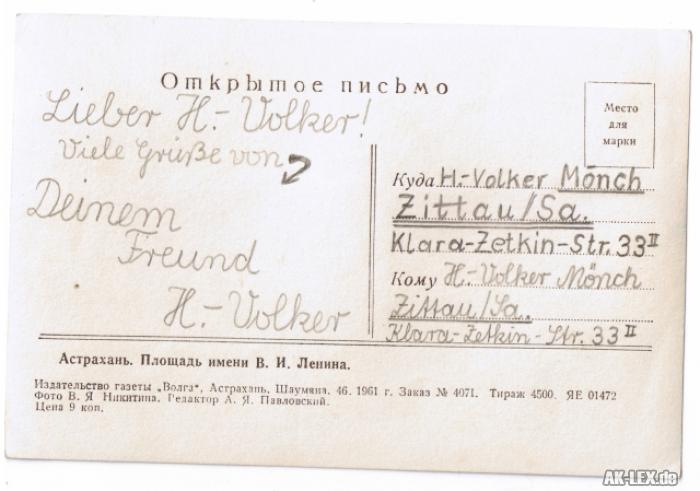 Открытое письмо
Lieber H.-Volker!
Viele Grüße von
Deinem
Freund
H.-Volker
Место
для
марки
Куда H.-Volker Mönch
Zittau/Sa.
Klara-Zetkin-Str. 33 II
Кому H.-Volker Mönch
Zittau/Sa.
Klara-Zetkin-Str. 33 II
Астрахань. Площадь имени В. И. Ленина.
Издательство газеты „Волга“, Астрахань, Шаумяна, 46. 1961 г. Заказ № 4071. Тираж 4500. ЯЕ 01472
Фото В. Я Никитина. Редактор А. Я. Павловский.
Цена 9 коп.
AK-LEX.de